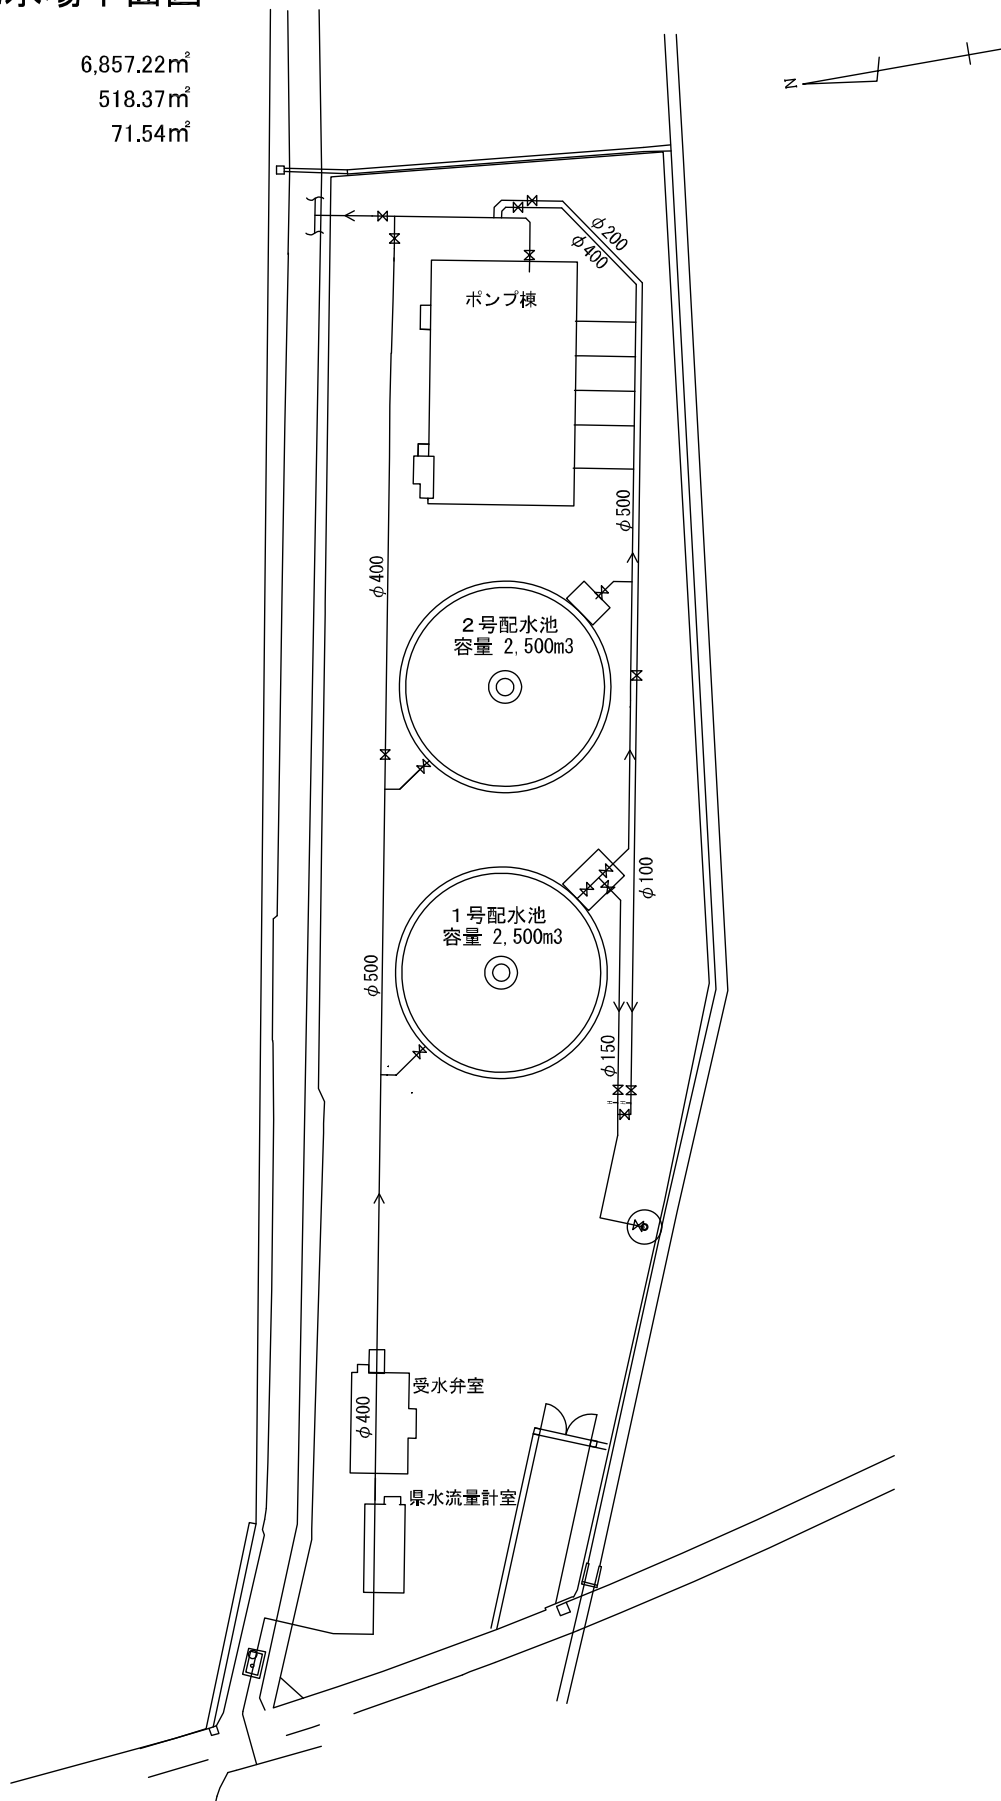 6,857.22㎡
518.37㎡
71.54㎡
N
φ200
φ400
ポンプ棟
φ500
φ400
２号配水池
容量 2,500m3
φ100
１号配水池
容量 2,500m3
φ500
φ150
受水弁室
φ400
県水流量計室